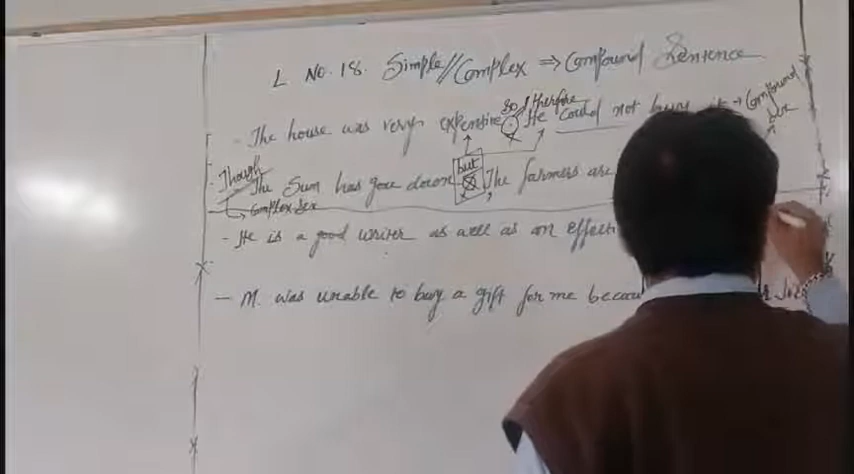 L No. 18. Simple//Complex ⇒ Compound Sentence
so / therefore
- The house was very expensive He could not buy it → Compound
Though but
The Sun has gone down The farmers are
Complex Sen
- He is a good writer as well as an effecti
- M. was unable to buy a gift for me becau